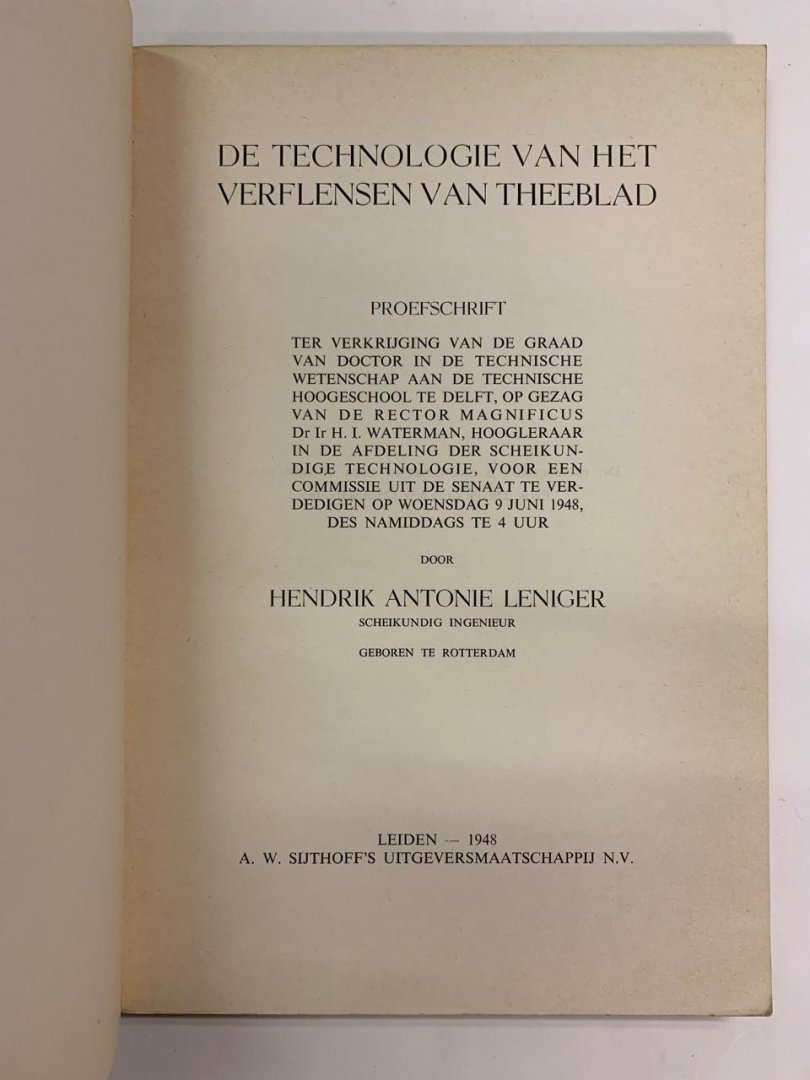 DE TECHNOLOGIE VAN HET
VERFLENSEN VAN THEEBLAD
PROEFSCHRIFT
TER VERKRIJGING VAN DE GRAAD
VAN DOCTOR IN DE TECHNISCHE
WETENSCHAP AAN DE TECHNISCHE
HOOGESCHOOL TE DELFT, OP GEZAG
VAN DE RECTOR MAGNIFICUS
Dr Ir H. I. WATERMAN, HOOGLERAAR
IN DE AFDELING DER SCHEIKUN-
DIGE TECHNOLOGIE, VOOR EEN
COMMISSIE UIT DE SENAAT TE VER-
DEDIGEN OP WOENSDAG 9 JUNI 1948,
DES NAMIDDAGS TE 4 UUR
DOOR
HENDRIK ANTONIE LENIGER
SCHEIKUNDIG INGENIEUR
GEBOREN TE ROTTERDAM
LEIDEN — 1948
A. W. SIJTHOFF'S UITGEVERSMAATSCHAPPIJ N.V.